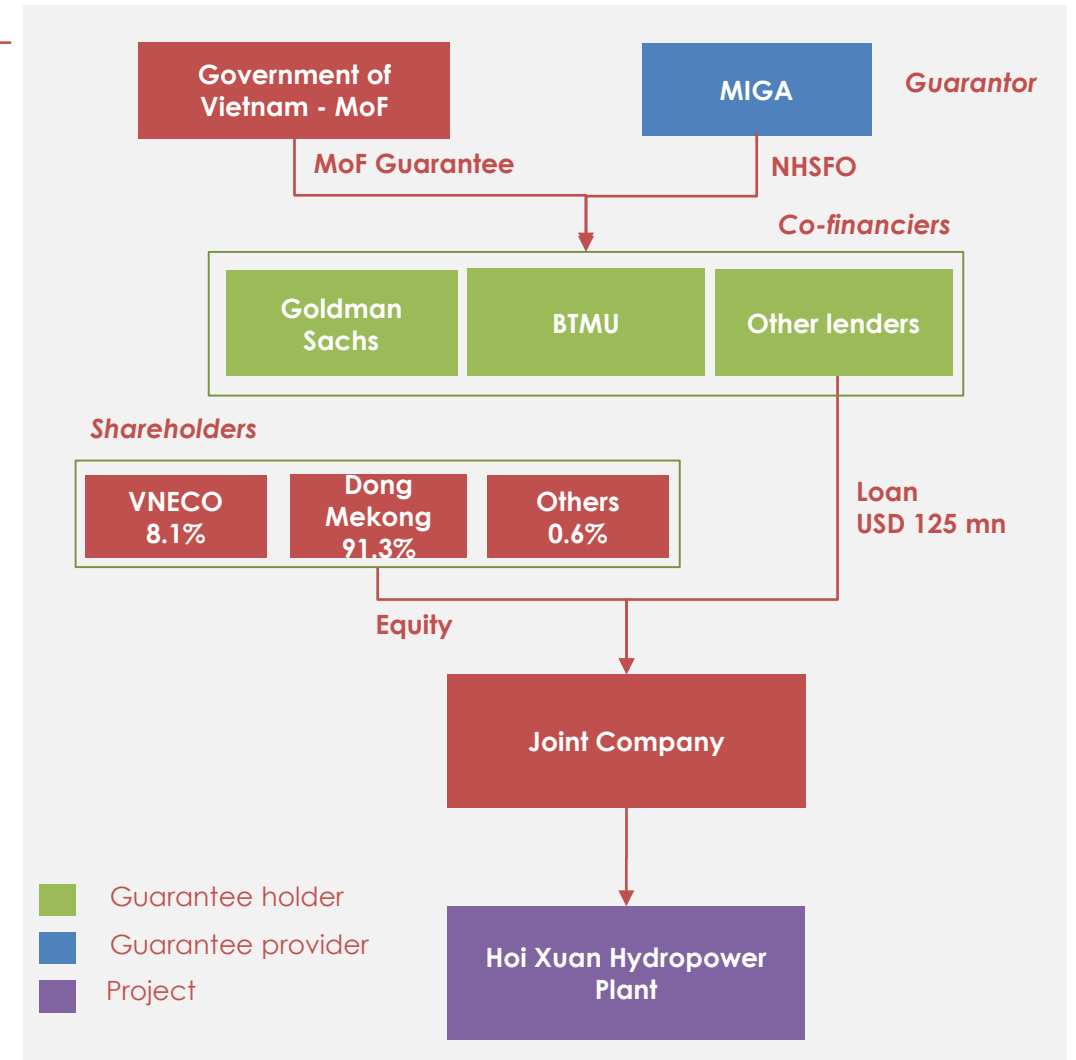 Government of
Vietnam - MoF
MIGA
Guarantor
MoF Guarantee
NHSFO
Co-financiers
Goldman
Sachs
BTMU
Other lenders
Shareholders
VNECO
8.1%
Dong
Mekong
91.3%
Others
0.6%
Loan
USD 125 mn
Equity
Joint Company
Guarantee holder
Guarantee provider
Project
Hoi Xuan Hydropower
Plant